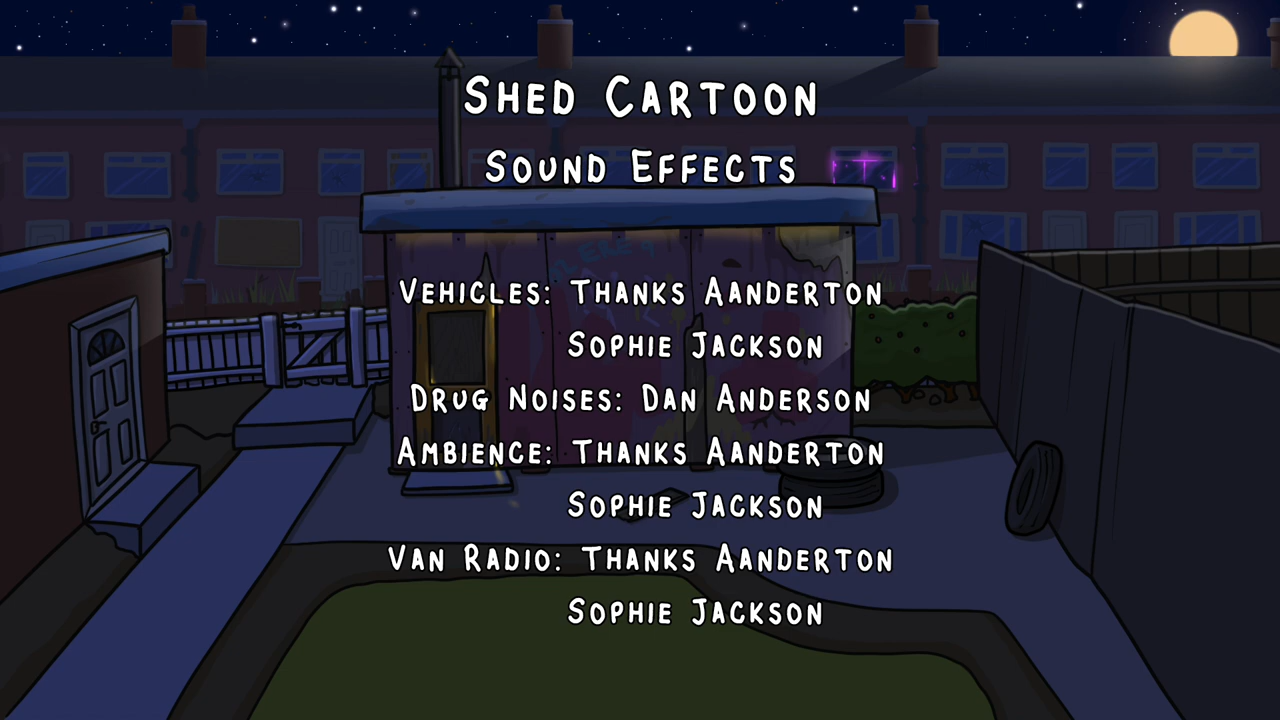 Shed Cartoon
Sound Effects
Vehicles: Thanks Aanderton
Sophie Jackson
Drug Noises: Dan Anderson
Ambience: Thanks Aanderton
Sophie Jackson
Van Radio: Thanks Aanderton
Sophie Jackson